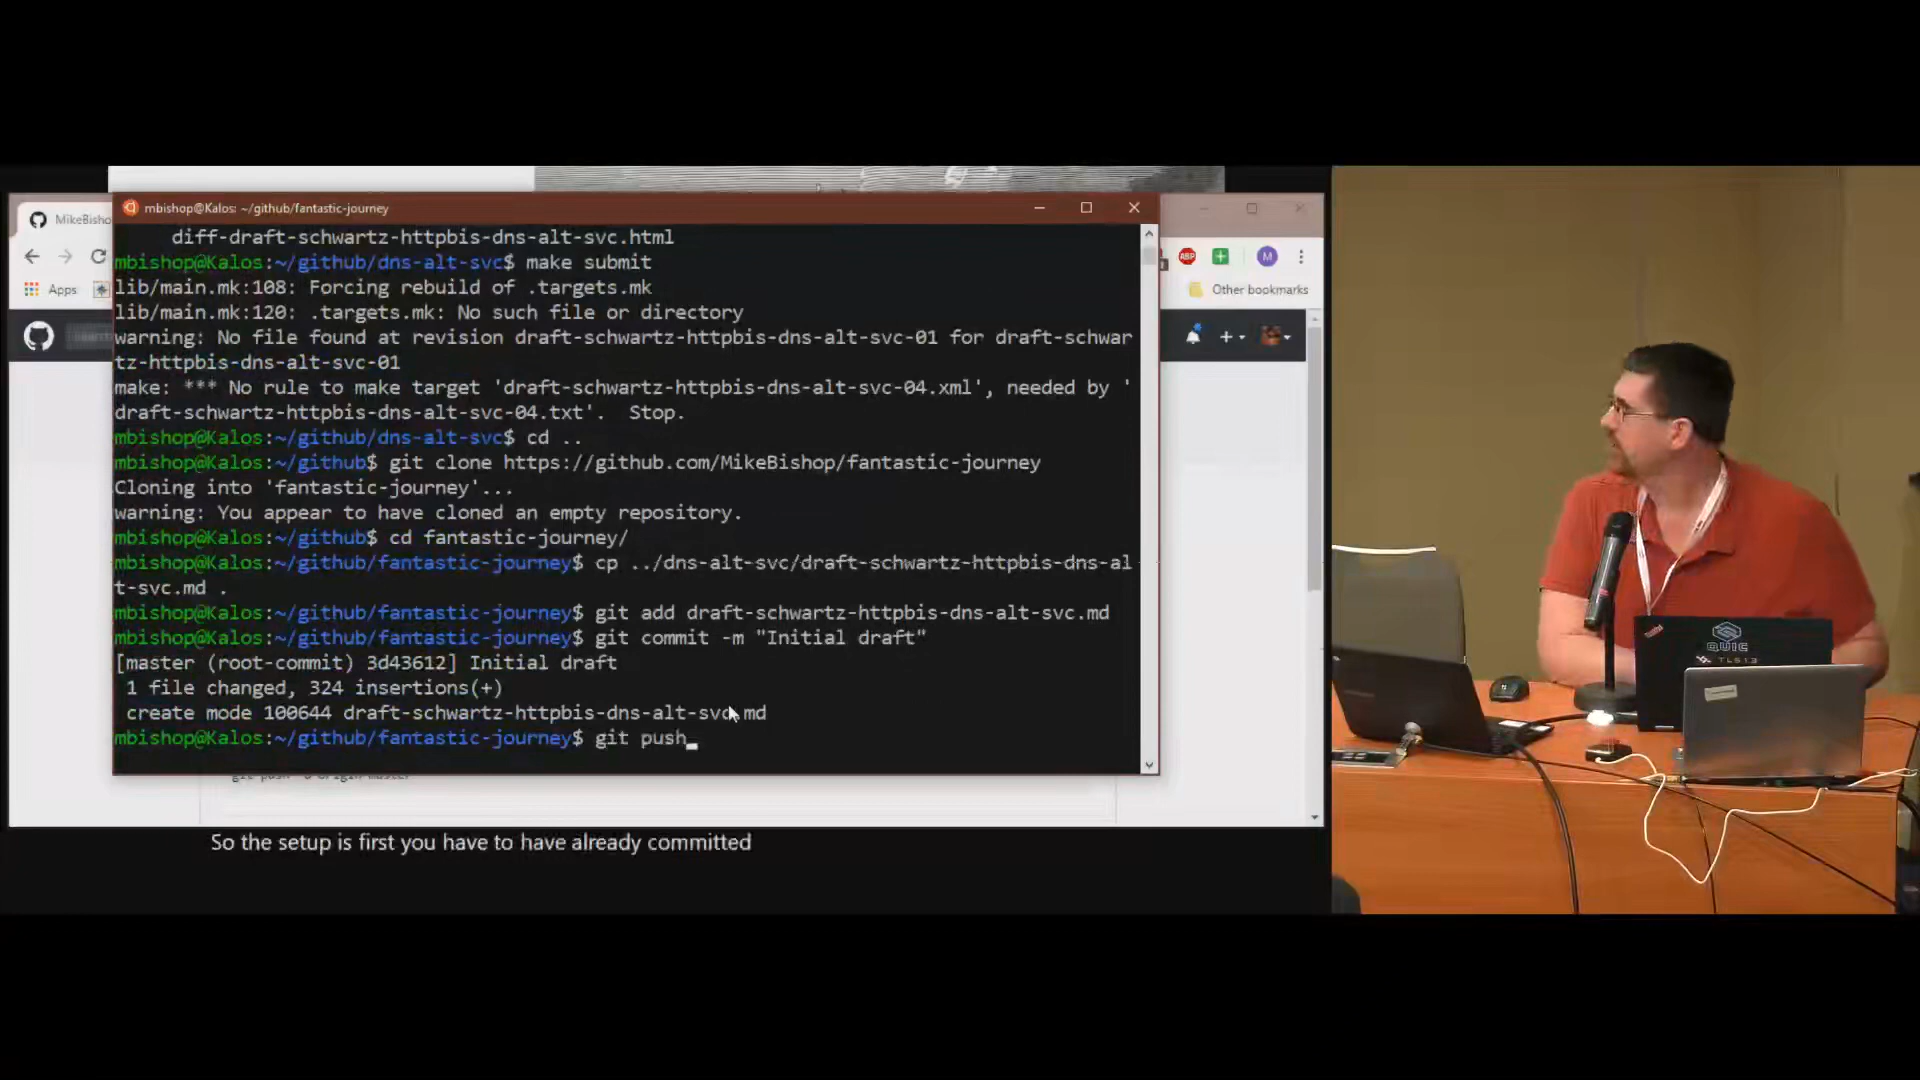 mbishop@Kalos: ~/github/fantastic-journey
MikeBisho
Apps
Other bookmarks
M
ABP
diff-draft-schwartz-httpbis-dns-alt-svc.html
mbishop@Kalos:~/github/dns-alt-svc$ make submit
lib/main.mk:108: Forcing rebuild of .targets.mk
lib/main.mk:120: .targets.mk: No such file or directory
warning: No file found at revision draft-schwartz-httpbis-dns-alt-svc-01 for draft-schwar
tz-httpbis-dns-alt-svc-01
make: *** No rule to make target 'draft-schwartz-httpbis-dns-alt-svc-04.xml', needed by '
draft-schwartz-httpbis-dns-alt-svc-04.txt'.  Stop.
mbishop@Kalos:~/github/dns-alt-svc$ cd ..
mbishop@Kalos:~/github$ git clone https://github.com/MikeBishop/fantastic-journey
Cloning into 'fantastic-journey'...
warning: You appear to have cloned an empty repository.
mbishop@Kalos:~/github$ cd fantastic-journey/
mbishop@Kalos:~/github/fantastic-journey$ cp ../dns-alt-svc/draft-schwartz-httpbis-dns-al
t-svc.md .
mbishop@Kalos:~/github/fantastic-journey$ git add draft-schwartz-httpbis-dns-alt-svc.md
mbishop@Kalos:~/github/fantastic-journey$ git commit -m "Initial draft"
[master (root-commit) 3d43612] Initial draft
1 file changed, 324 insertions(+)
create mode 100644 draft-schwartz-httpbis-dns-alt-svc.md
mbishop@Kalos:~/github/fantastic-journey$ git push
So the setup is first you have to have already committed
QUIC
TLS 1.3